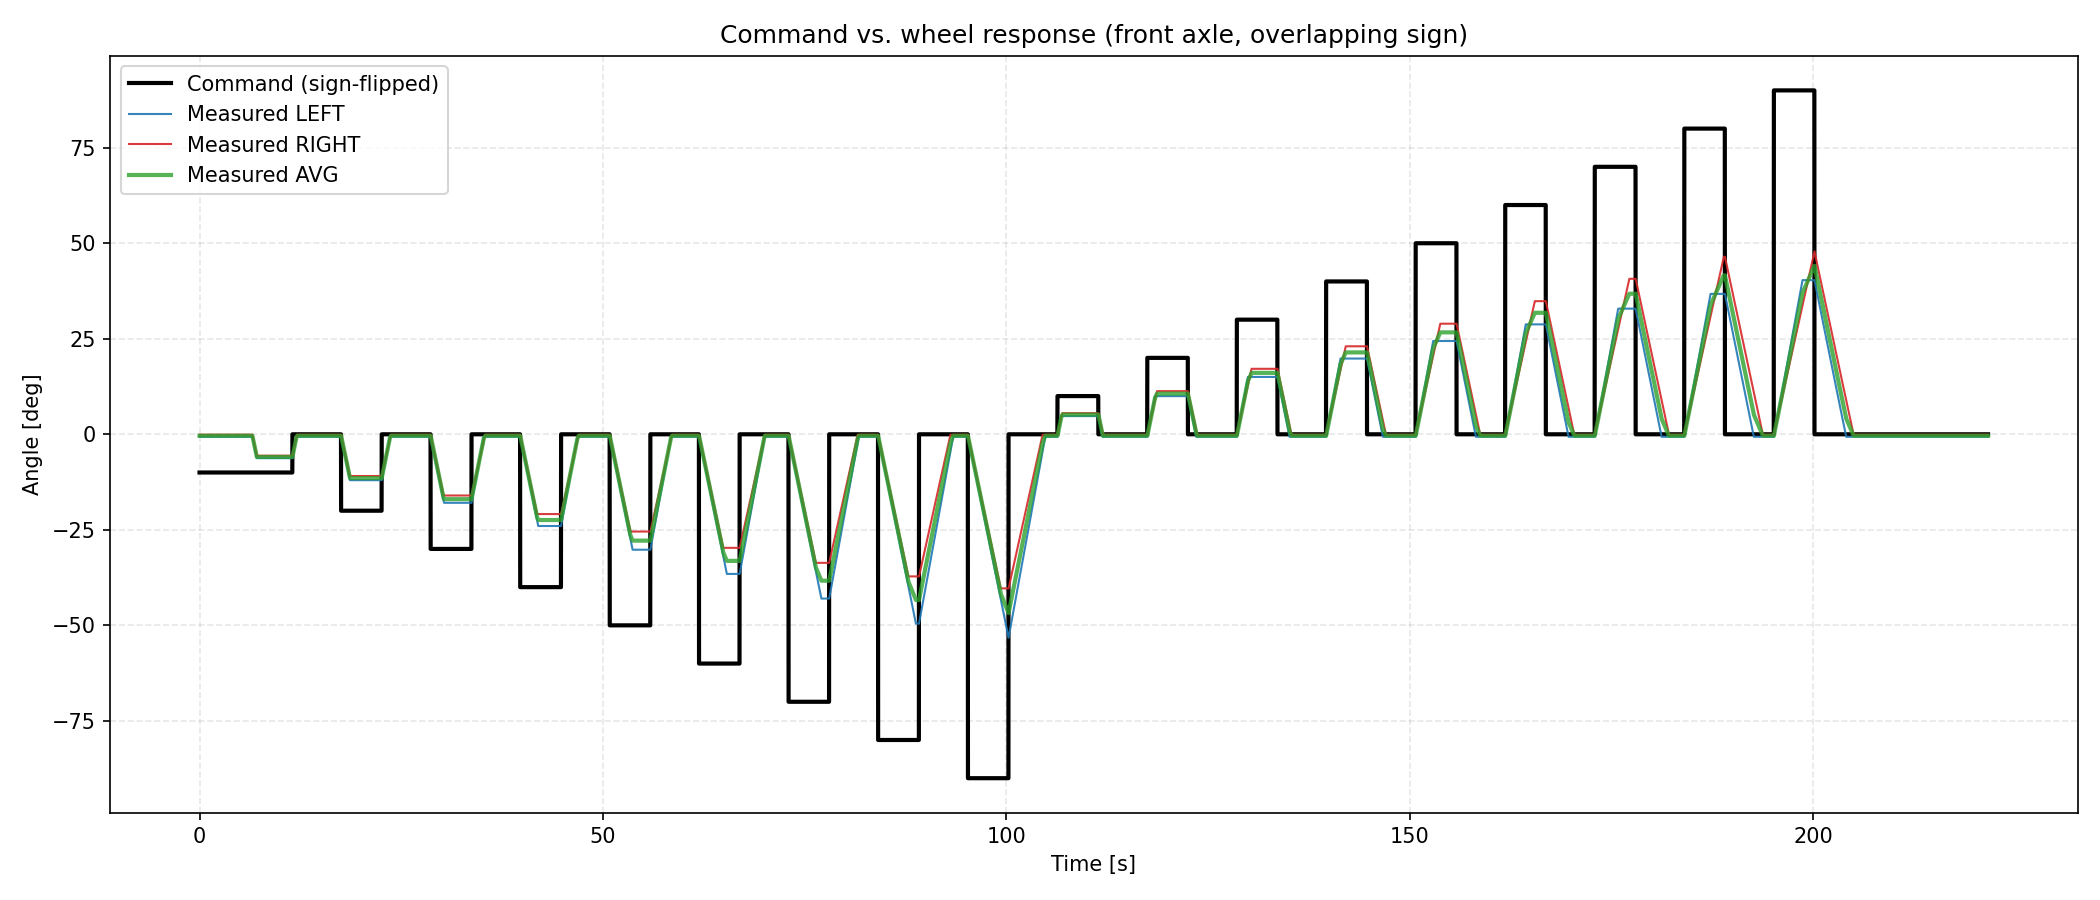 Command vs. wheel response (front axle, overlapping sign)
Command (sign-flipped)
Measured LEFT
Measured RIGHT
Measured AVG
Angle [deg]
75
50
25
0
−25
−50
−75
0
50
100
150
200
Time [s]